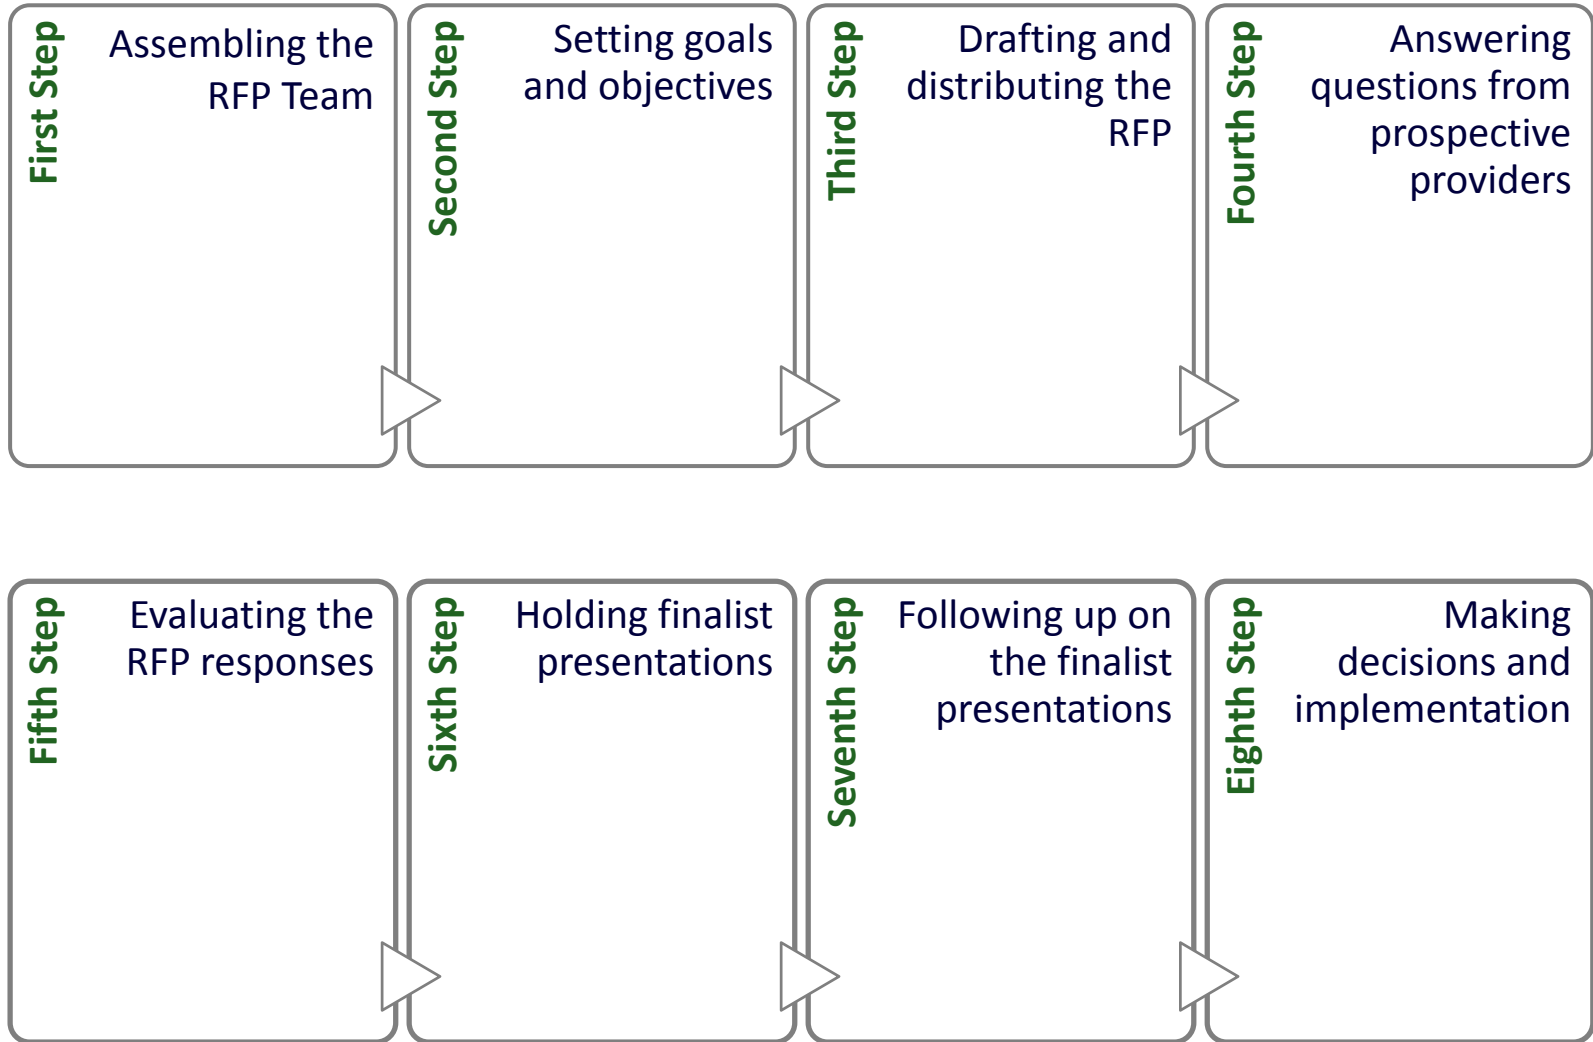 First Step
Assembling the
RFP Team
Second Step
Setting goals
and objectives
Third Step
Drafting and
distributing the
RFP
Fourth Step
Answering
questions from
prospective
providers
Fifth Step
Evaluating the
RFP responses
Sixth Step
Holding finalist
presentations
Seventh Step
Following up on
the finalist
presentations
Eighth Step
Making
decisions and
implementation